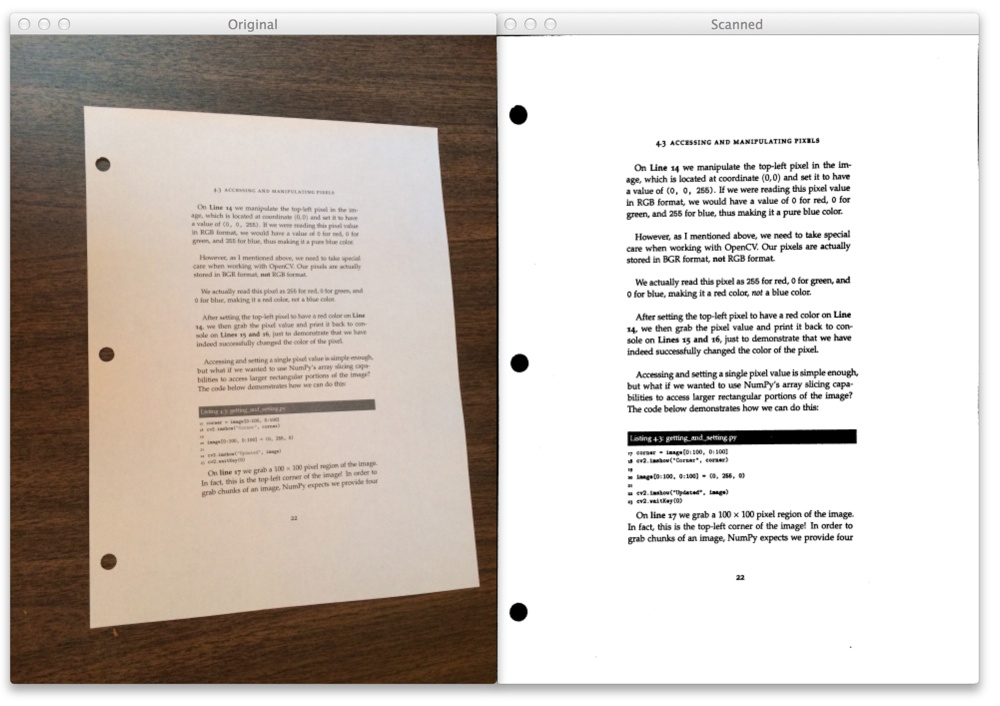 Original
4.3 ACCESSING AND MANIPULATING PIXELS
On Line 14 we manipulate the top-left pixel in the im-
age, which is located at coordinate (0,0) and set it to have
a value of (0, 0, 255). If we were reading this pixel value
in RGB format, we would have a value of 0 for red, 0 for
green, and 255 for blue, thus making it a pure blue color.
However, as I mentioned above, we need to take special
care when working with OpenCV. Our pixels are actually
stored in BGR format, not RGB format.
We actually read this pixel as 255 for red, 0 for green, and
0 for blue, making it a red color, not a blue color.
After setting the top-left pixel to have a red color on Line
14, we then grab the pixel value and print it back to con-
sole on Lines 15 and 16, just to demonstrate that we have
indeed successfully changed the color of the pixel.
Accessing and setting a single pixel value is simple enough,
but what if we wanted to use NumPy's array slicing capa-
bilities to access larger rectangular portions of the image?
The code below demonstrates how we can do this:
Listing 4.3: getting_and_setting.py
17 corner = image[0:100, 0:100]
18 cv2.imshow("Corner", corner)
19
20 image[0:100, 0:100] = (0, 255, 0)
21
22 cv2.imshow("Updated", image)
23 cv2.waitKey(0)
On line 17 we grab a 100 × 100 pixel region of the image.
In fact, this is the top-left corner of the image! In order to
grab chunks of an image, NumPy expects we provide four
22
Scanned
4.3 ACCESSING AND MANIPULATING PIXELS
On Line 14 we manipulate the top-left pixel in the im-
age, which is located at coordinate (0,0) and set it to have
a value of (0, 0, 255). If we were reading this pixel value
in RGB format, we would have a value of 0 for red, 0 for
green, and 255 for blue, thus making it a pure blue color.
However, as I mentioned above, we need to take special
care when working with OpenCV. Our pixels are actually
stored in BGR format, not RGB format.
We actually read this pixel as 255 for red, 0 for green, and
0 for blue, making it a red color, not a blue color.
After setting the top-left pixel to have a red color on Line
14, we then grab the pixel value and print it back to con-
sole on Lines 15 and 16, just to demonstrate that we have
indeed successfully changed the color of the pixel.
Accessing and setting a single pixel value is simple enough,
but what if we wanted to use NumPy's array slicing capa-
bilities to access larger rectangular portions of the image?
The code below demonstrates how we can do this:
Listing 4.3: getting_and_setting.py
17 corner = image[0:100, 0:100]
18 cv2.imshow("Corner", corner)
19
20 image[0:100, 0:100] = (0, 255, 0)
21
22 cv2.imshow("Updated", image)
23 cv2.waitKey(0)
On line 17 we grab a 100 × 100 pixel region of the image.
In fact, this is the top-left corner of the image! In order to
grab chunks of an image, NumPy expects we provide four
22